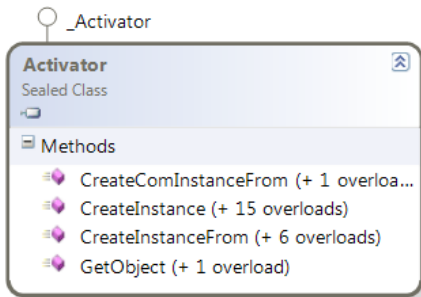 _Activator
Activator
Sealed Class
Methods
CreateComInstanceFrom (+ 1 overloa...
CreateInstance (+ 15 overloads)
CreateInstanceFrom (+ 6 overloads)
GetObject (+ 1 overload)